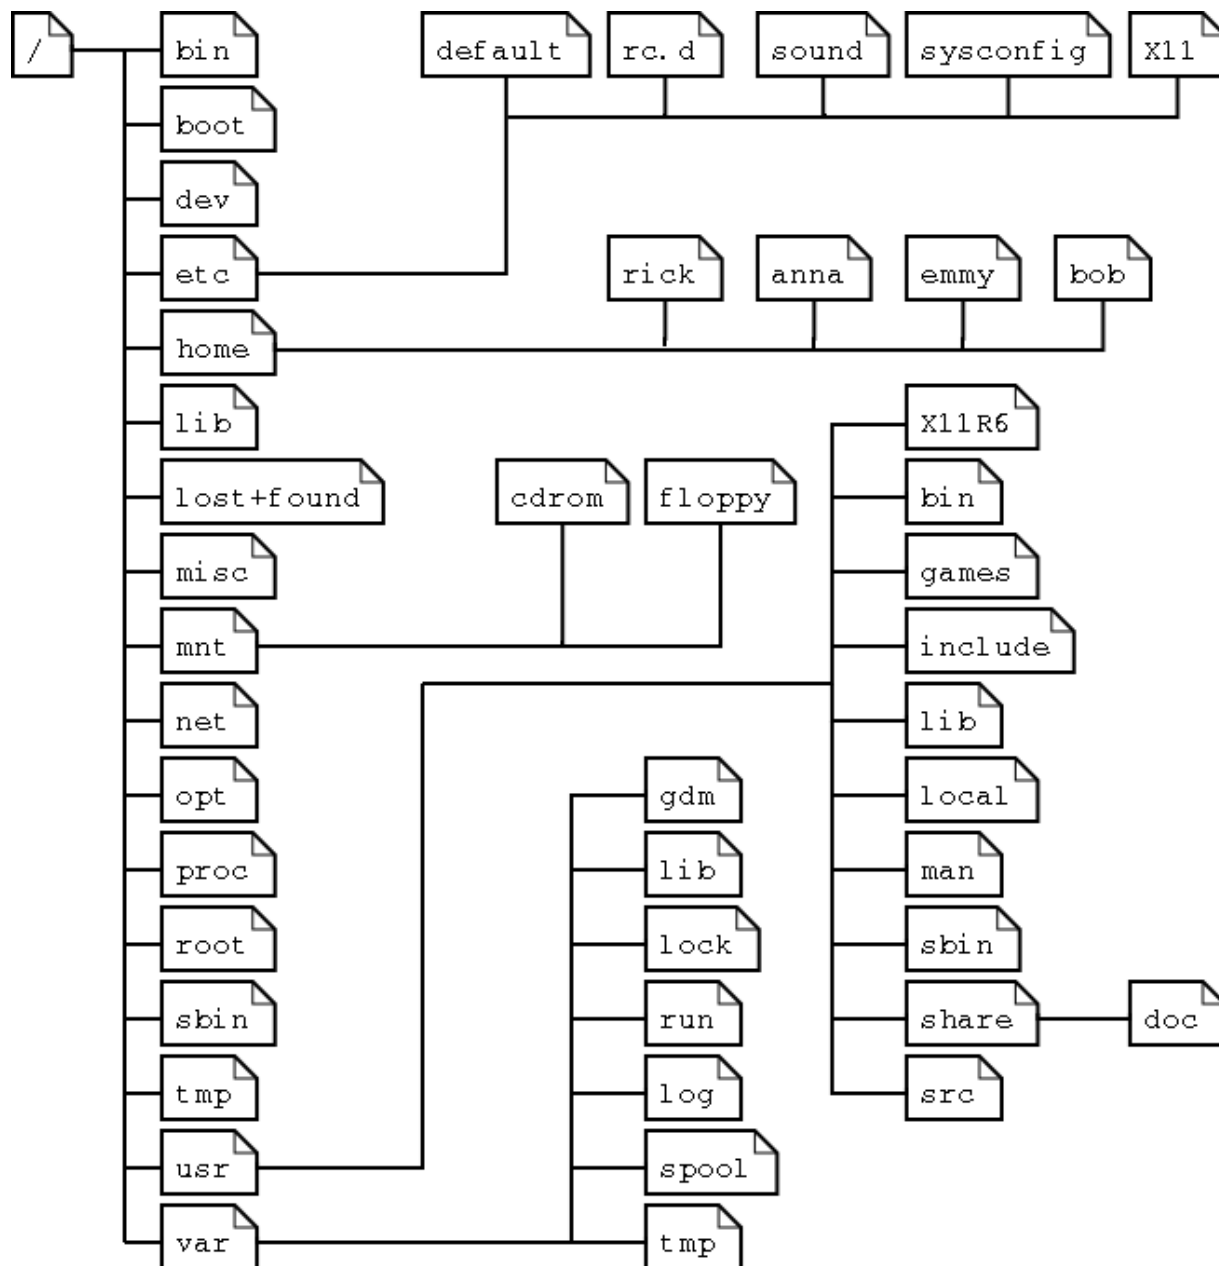 / bin default rc.d sound sysconfig X11
boot
dev
etc rick anna emmy bob
home
lib X11R6
lost+found cdrom floppy bin
misc games
mnt include
net lib
opt gdm local
proc lib man
root lock sbin
sbin run share doc
tmp log src
usr spool
var tmp